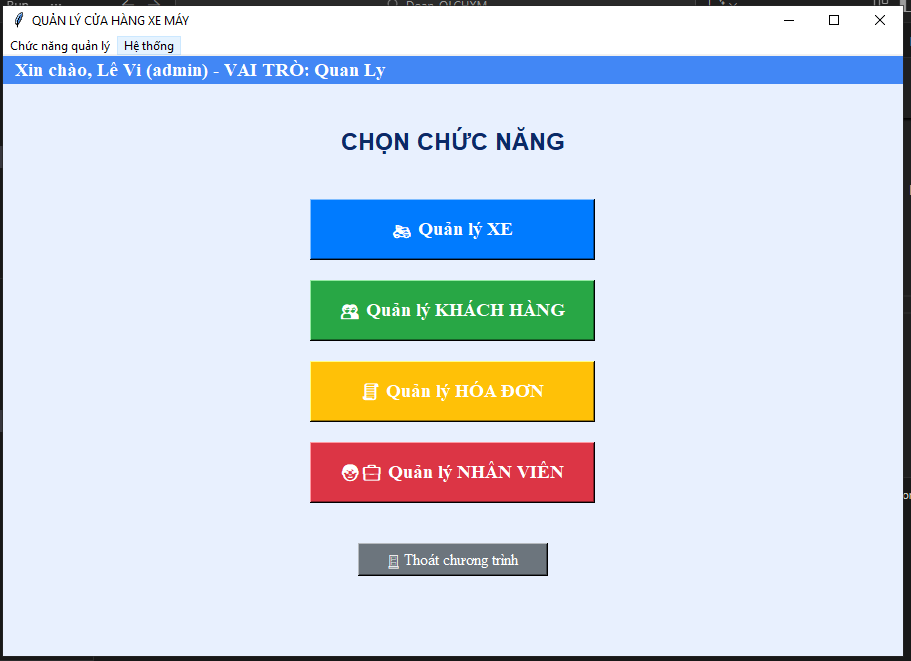 QUẢN LÝ CỬA HÀNG XE MÁY
Chức năng quản lý Hệ thống
Xin chào, Lê Vi (admin) - VAI TRÒ: Quan Ly
CHỌN CHỨC NĂNG
Quản lý XE
Quản lý KHÁCH HÀNG
Quản lý HÓA ĐƠN
Quản lý NHÂN VIÊN
Thoát chương trình